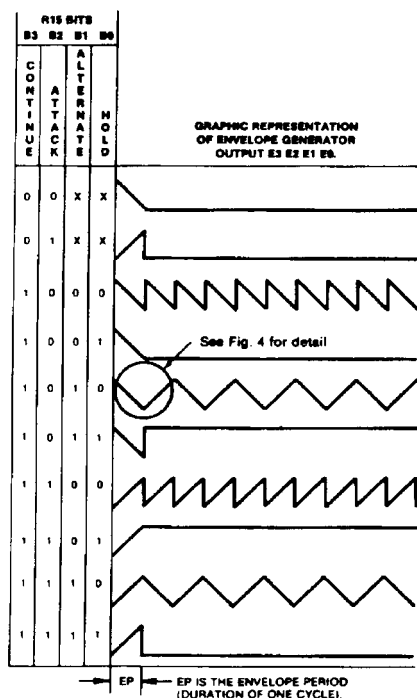 R15 BITS
B3 B2 B1 B0
CONTINUE
ATTACK
ALTERNATE
HOLD
GRAPHIC REPRESENTATION
OF ENVELOPE GENERATOR
OUTPUT E3 E2 E1 E0.
0 0 X X
0 1 X X
1 0 0 0
1 0 0 1
See Fig. 4 for detail
1 0 1 0
1 0 1 1
1 1 0 0
1 1 0 1
1 1 1 0
1 1 1 1
EP
EP IS THE ENVELOPE PERIOD
(DURATION OF ONE CYCLE).